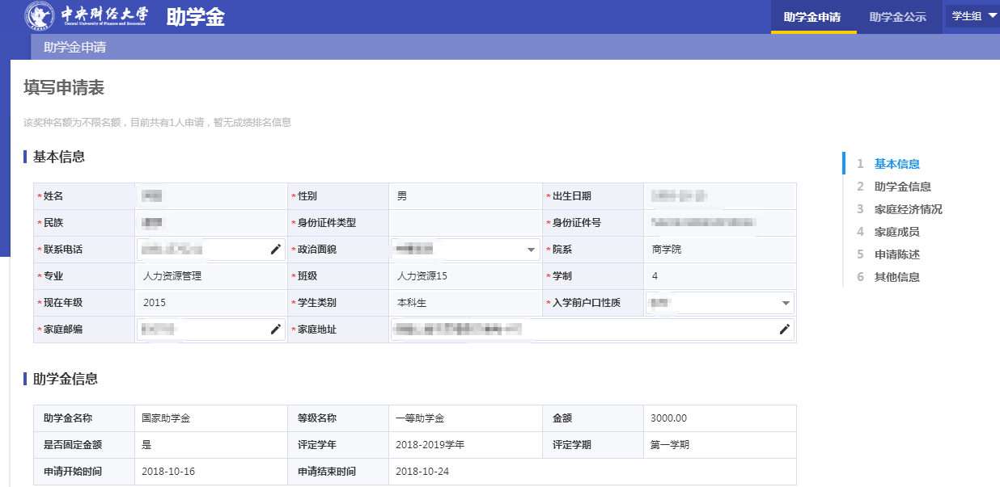 中央财经大学 助学金 助学金申请 助学金公示 学生组
Central University of Finance and Economics
助学金申请
填写申请表
该奖种名额为不限名额，目前共有1人申请，暂无成绩排名信息
基本信息
*姓名 *性别 男 *出生日期
*民族 *身份证件类型 *身份证件号
*联系电话 *政治面貌 *院系 商学院
*专业 人力资源管理 *班级 人力资源15 *学制 4
*现在年级 2015 *学生类别 本科生 *入学前户口性质
*家庭邮编 *家庭地址
1 基本信息
2 助学金信息
3 家庭经济情况
4 家庭成员
5 申请陈述
6 其他信息
助学金信息
助学金名称 国家助学金 等级名称 一等助学金 金额 3000.00
是否固定金额 是 评定学年 2018-2019学年 评定学期 第一学期
申请开始时间 2018-10-16 申请结束时间 2018-10-24